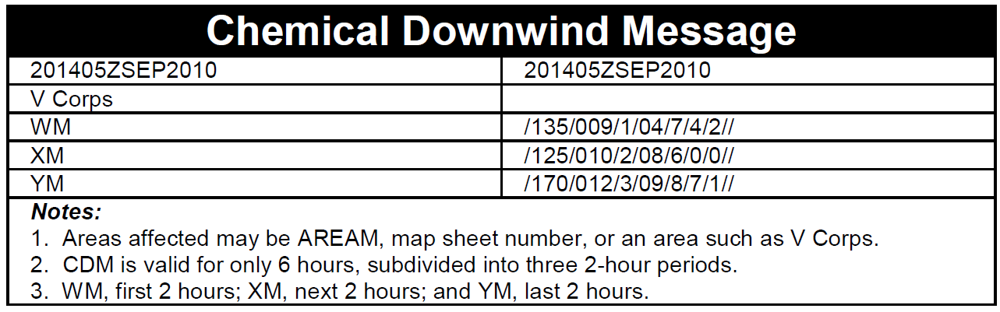 Chemical Downwind Message
201405ZSEP2010 201405ZSEP2010
V Corps
WM /135/009/1/04/7/4/2//
XM /125/010/2/08/6/0/0//
YM /170/012/3/09/8/7/1//
Notes:
1. Areas affected may be AREAM, map sheet number, or an area such as V Corps.
2. CDM is valid for only 6 hours, subdivided into three 2-hour periods.
3. WM, first 2 hours; XM, next 2 hours; and YM, last 2 hours.